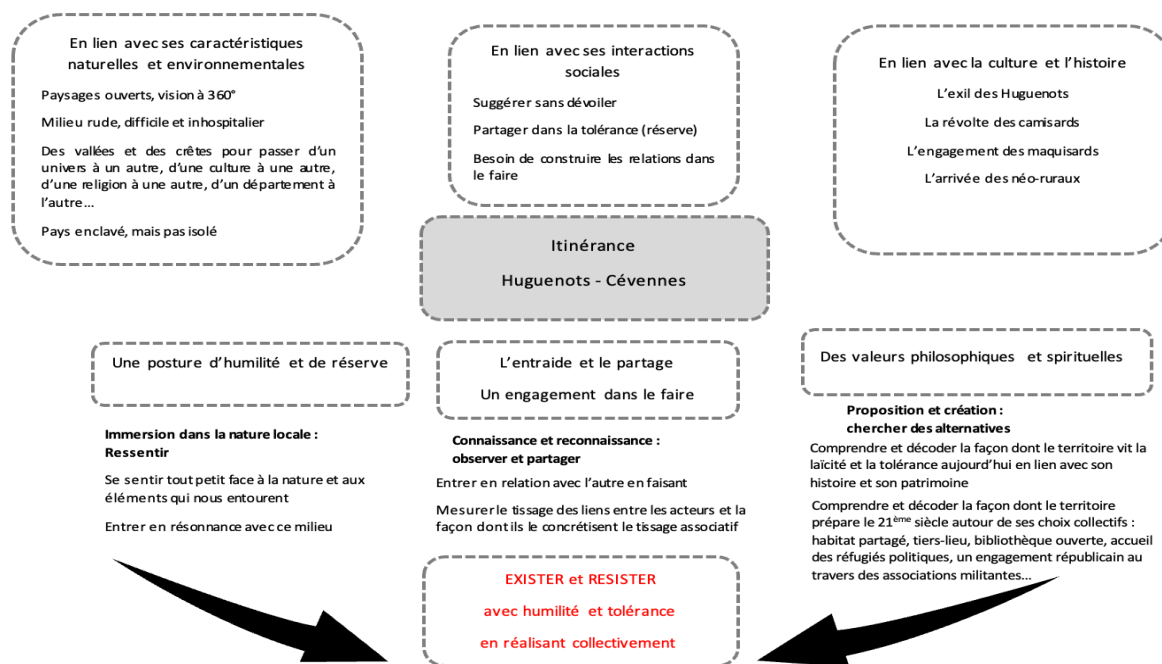 En lien avec ses caractéristiques
naturelles et environnementales
Paysages ouverts, vision à 360°
Milieu rude, difficile et inhospitalier
Des vallées et des crêtes pour passer d'un
univers à un autre, d'une culture à une autre,
d'une religion à une autre, d'un département à
l'autre...
Pays enclavé, mais pas isolé
En lien avec ses interactions
sociales
Suggérer sans dévoiler
Partager dans la tolérance (réserve)
Besoin de construire les relations dans
le faire
En lien avec la culture et l'histoire
L'exil des Huguenots
La révolte des camisards
L'engagement des maquisards
L'arrivée des néo-ruraux
Itinérance
Huguenots - Cévennes
Une posture d'humilité et de réserve
L'entraide et le partage
Un engagement dans le faire
Des valeurs philosophiques et spirituelles
Immersion dans la nature locale :
Ressentir
Se sentir tout petit face à la nature et aux
éléments qui nous entourent
Entrer en résonnance avec ce milieu
Connaissance et reconnaissance :
observer et partager
Entrer en relation avec l'autre en faisant
Mesurer le tissage des liens entre les acteurs et la
façon dont ils le concrétisent le tissage associatif
Proposition et création :
chercher des alternatives
Comprendre et décoder la façon dont le territoire vit la
laïcité et la tolérance aujourd'hui en lien avec son
histoire et son patrimoine
Comprendre et décoder la façon dont le territoire
prépare le 21ème siècle autour de ses choix collectifs :
habitat partagé, tiers-lieu, bibliothèque ouverte, accueil
des réfugiés politiques, un engagement républicain au
travers des associations militantes...
EXISTER et RESISTER
avec humilité et tolérance
en réalisant collectivement